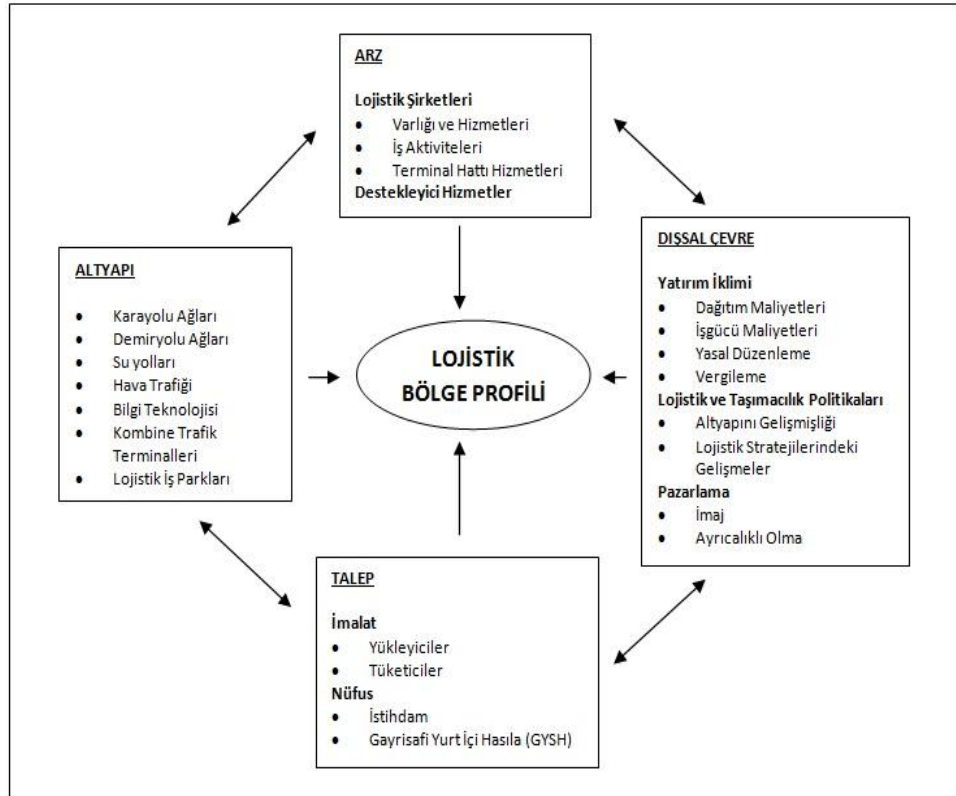 ARZ
Lojistik Şirketleri
• Varlığı ve Hizmetleri
• İş Aktiviteleri
• Terminal Hattı Hizmetleri
Destekleyici Hizmetler
ALTYAPI
• Karayolu Ağları
• Demiryolu Ağları
• Su yolları
• Hava Trafiği
• Bilgi Teknolojisi
• Kombine Trafik
Terminalleri
• Lojistik İş Parkları
LOJİSTİK
BÖLGE PROFİLİ
DIŞSAL ÇEVRE
Yatırım İklimi
• Dağıtım Maliyetleri
• İşgücü Maliyetleri
• Yasal Düzenleme
• Vergileme
Lojistik ve Taşımacılık Politikaları
• Altyapını Gelişmişliği
• Lojistik Stratejilerindeki
Gelişmeler
Pazarlama
• İmaj
• Ayrıcalıklı Olma
TALEP
İmalat
• Yükleyiciler
• Tüketiciler
Nüfus
• İstihdam
• Gayrisafi Yurt İçi Hasıla (GYSH)